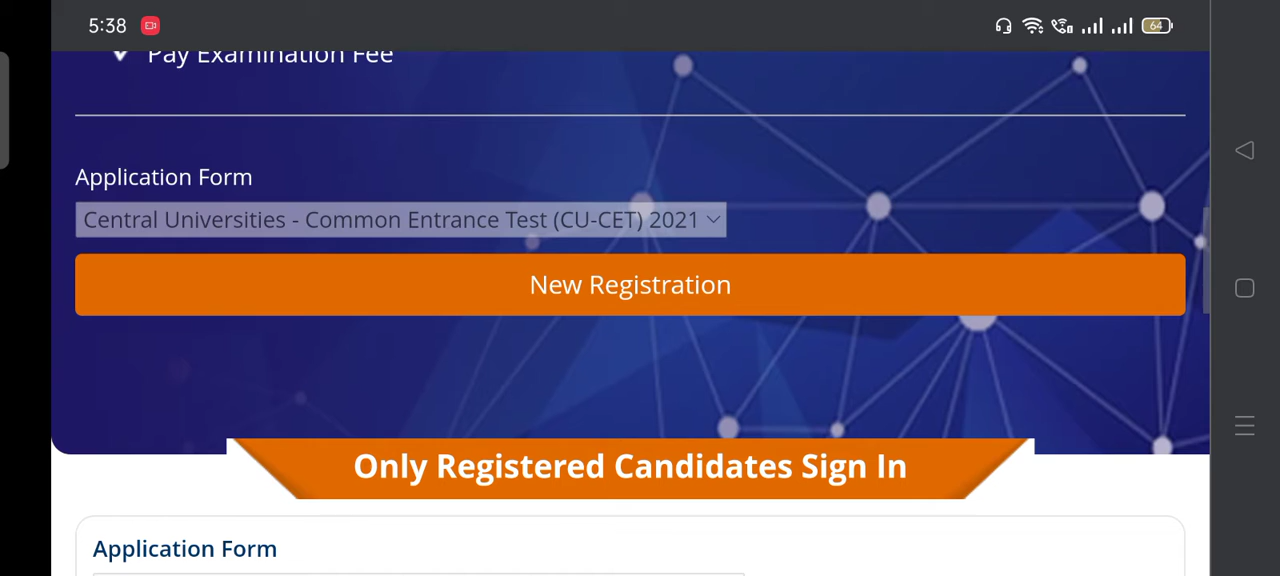 5:38
64
Pay Examination Fee
Application Form
Central Universities - Common Entrance Test (CU-CET) 2021
New Registration
Only Registered Candidates Sign In
Application Form